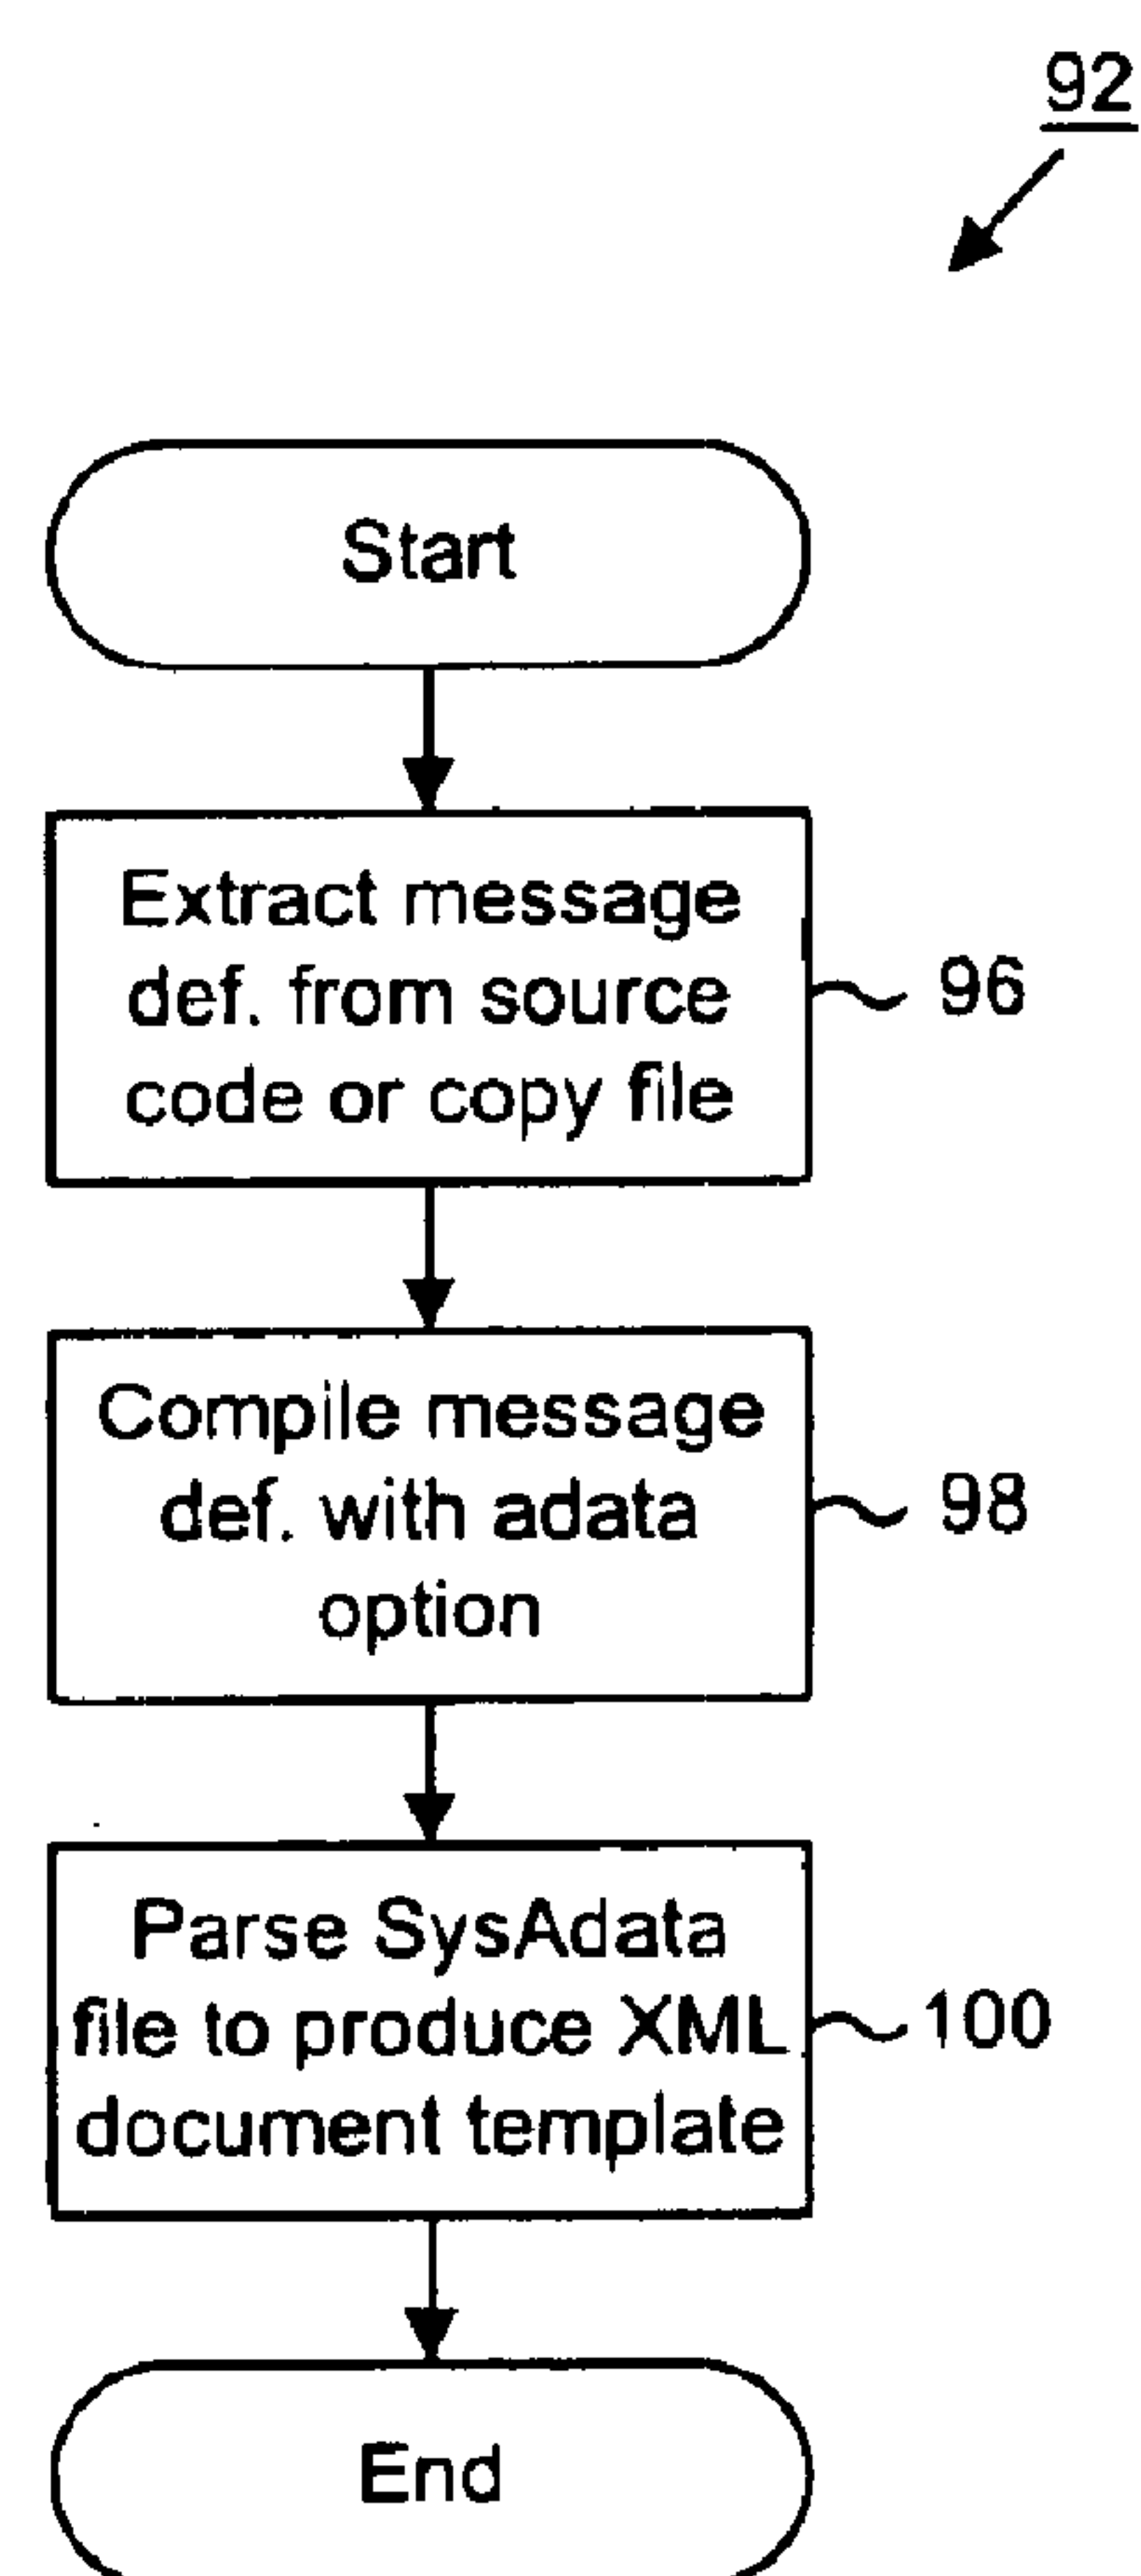 92
Start
Extract message
def. from source
code or copy file
96
Compile message
def. with adata
option
98
Parse SysAdata
file to produce XML
document template
100
End